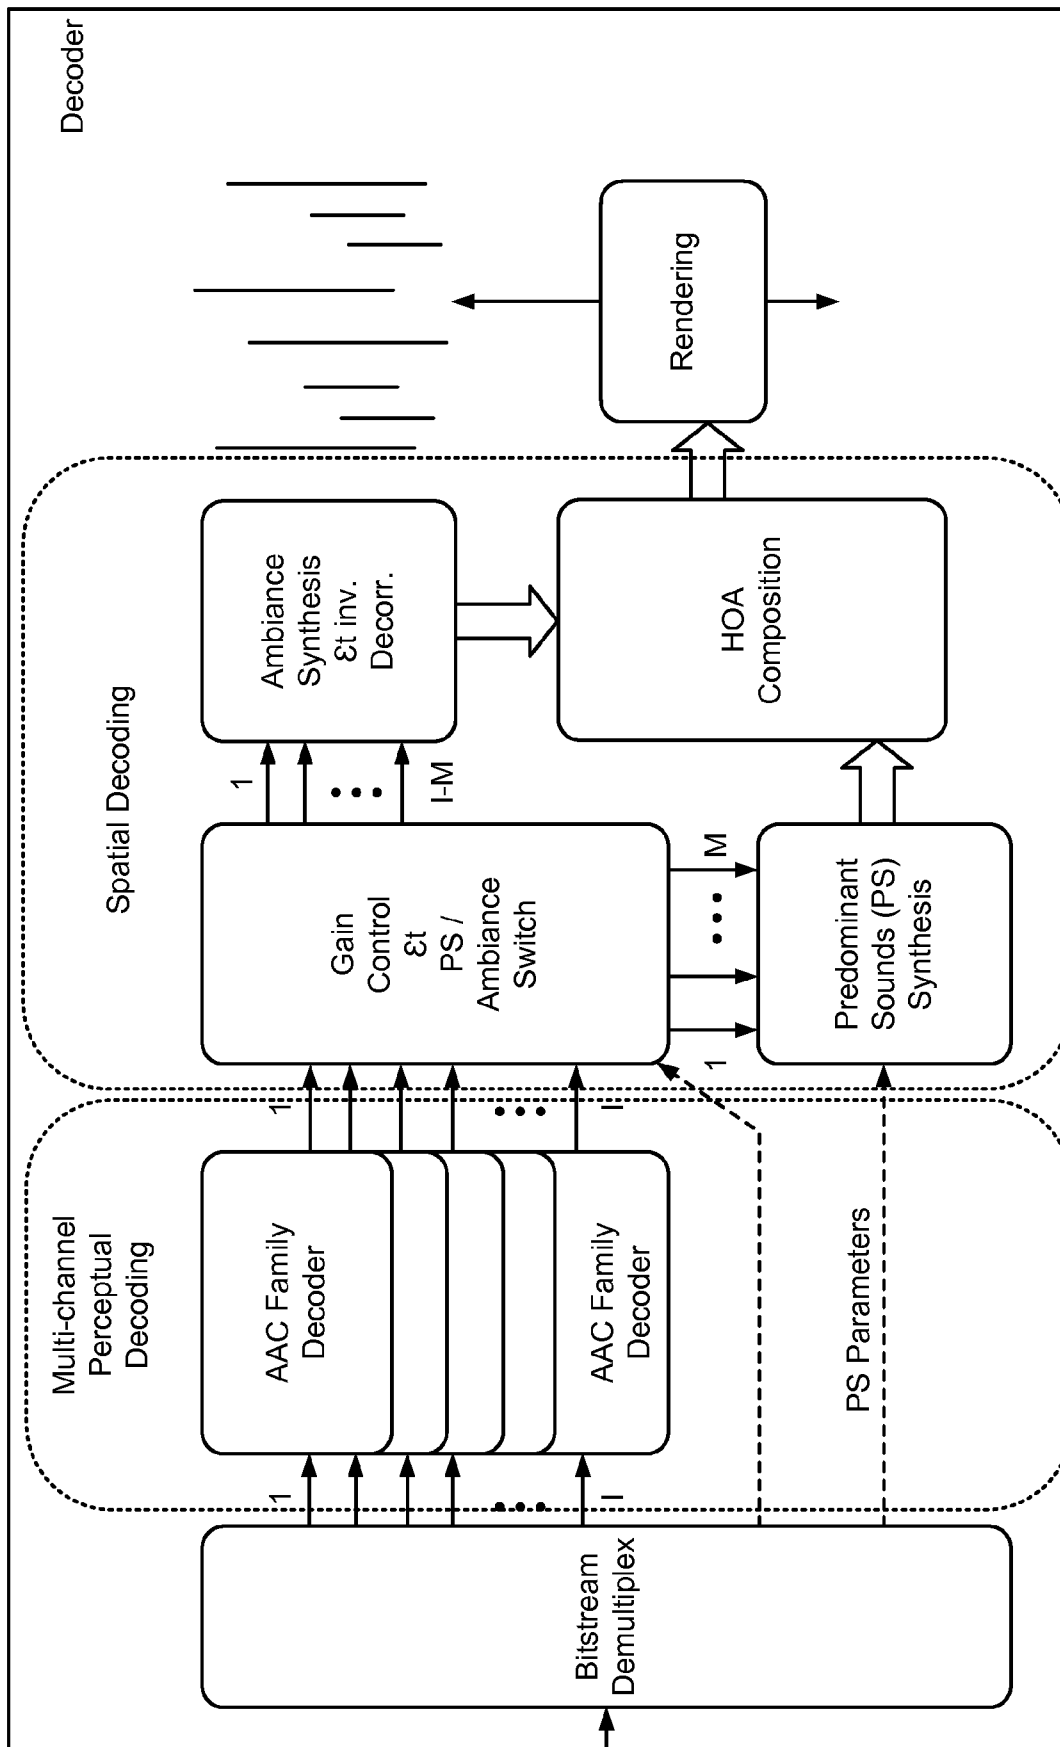 Decoder
Multi-channel
Perceptual
Decoding
Spatial Decoding
Bitstream
Demultiplex
1
I
AAC Family
Decoder
AAC Family
Decoder
1
I
Gain
Control
&t
PS /
Ambiance
Switch
1
I-M
Ambiance
Synthesis
&t inv.
Decorr.
1
M
Predominant
Sounds (PS)
Synthesis
PS Parameters
HOA
Composition
Rendering